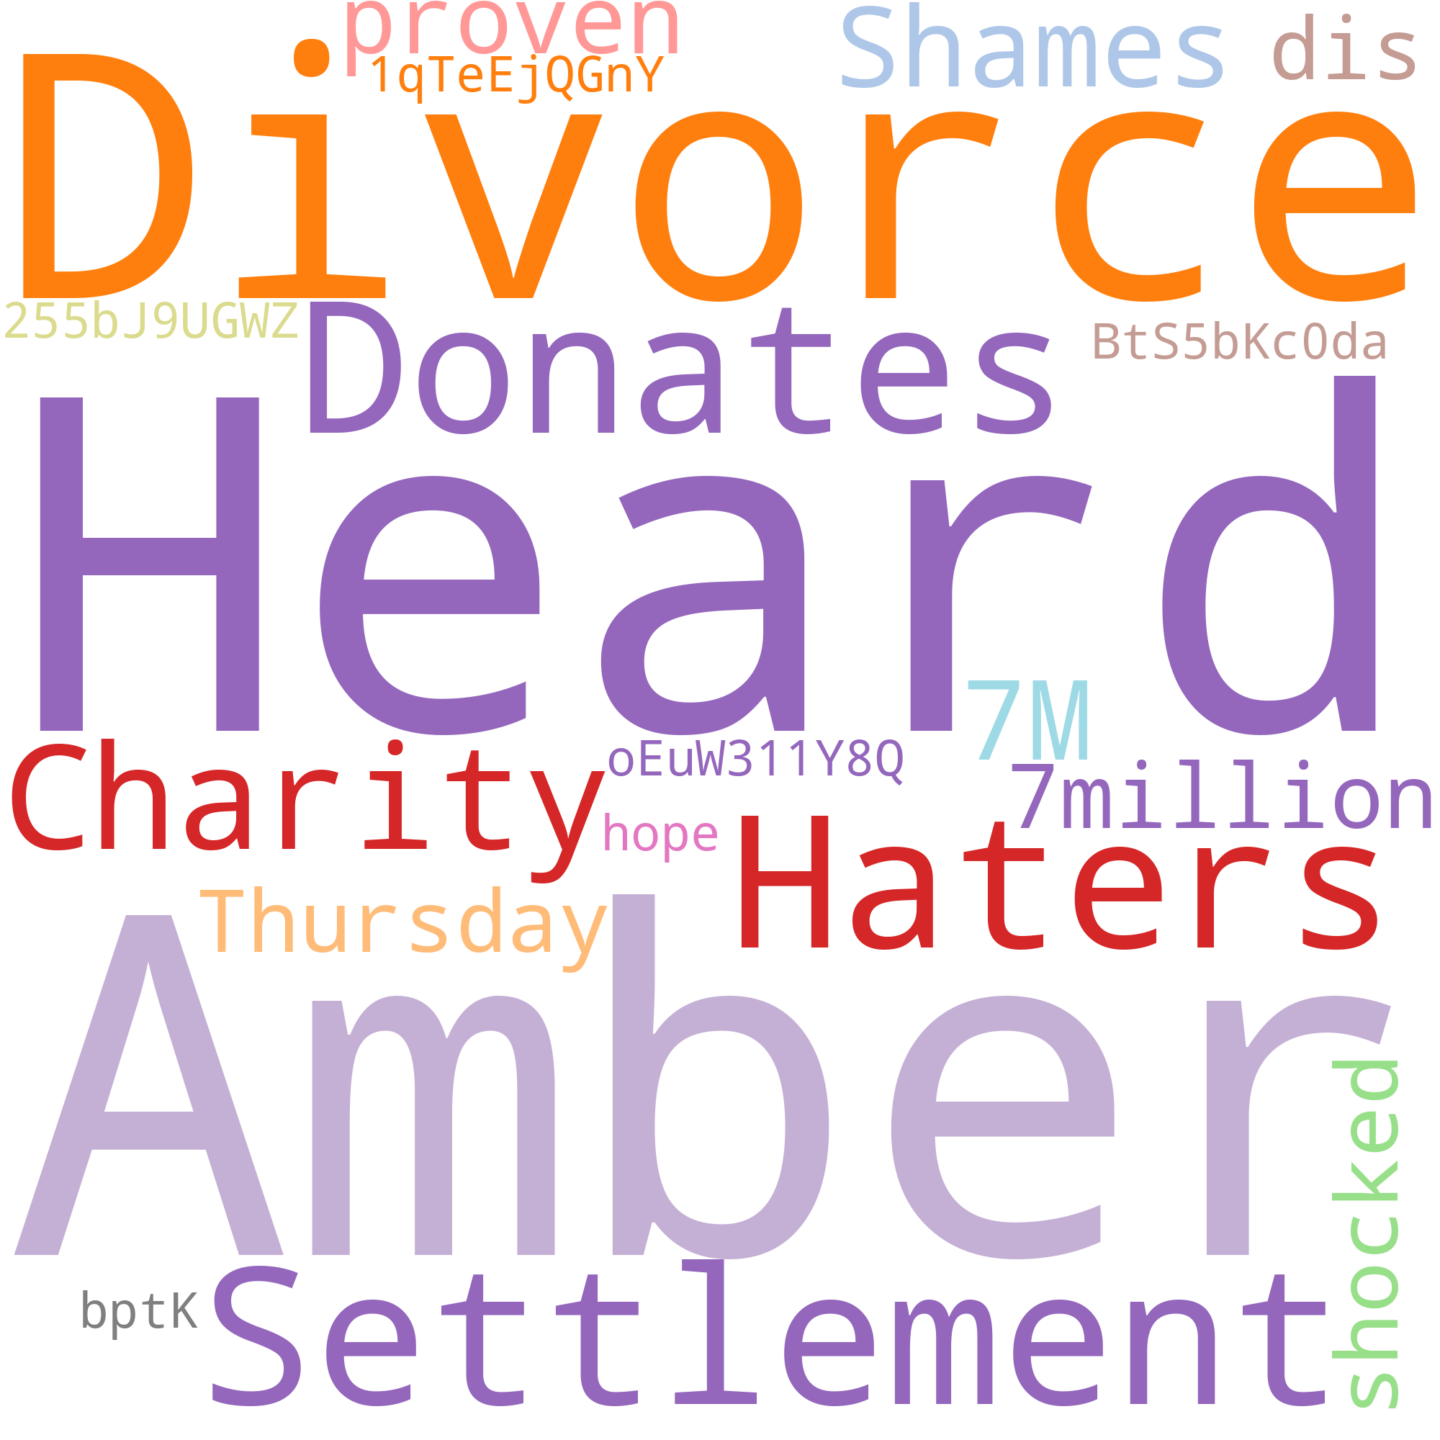 proven
Shames
dis
1qTeEjQGnY
Divorce
255bJ9UGWZ
Donates
BtS5bKc0da
Heard
7M
Charity
oEuW311Y8Q
7million
hope
Haters
Thursday
Amber
shocked
bptK
Settlement